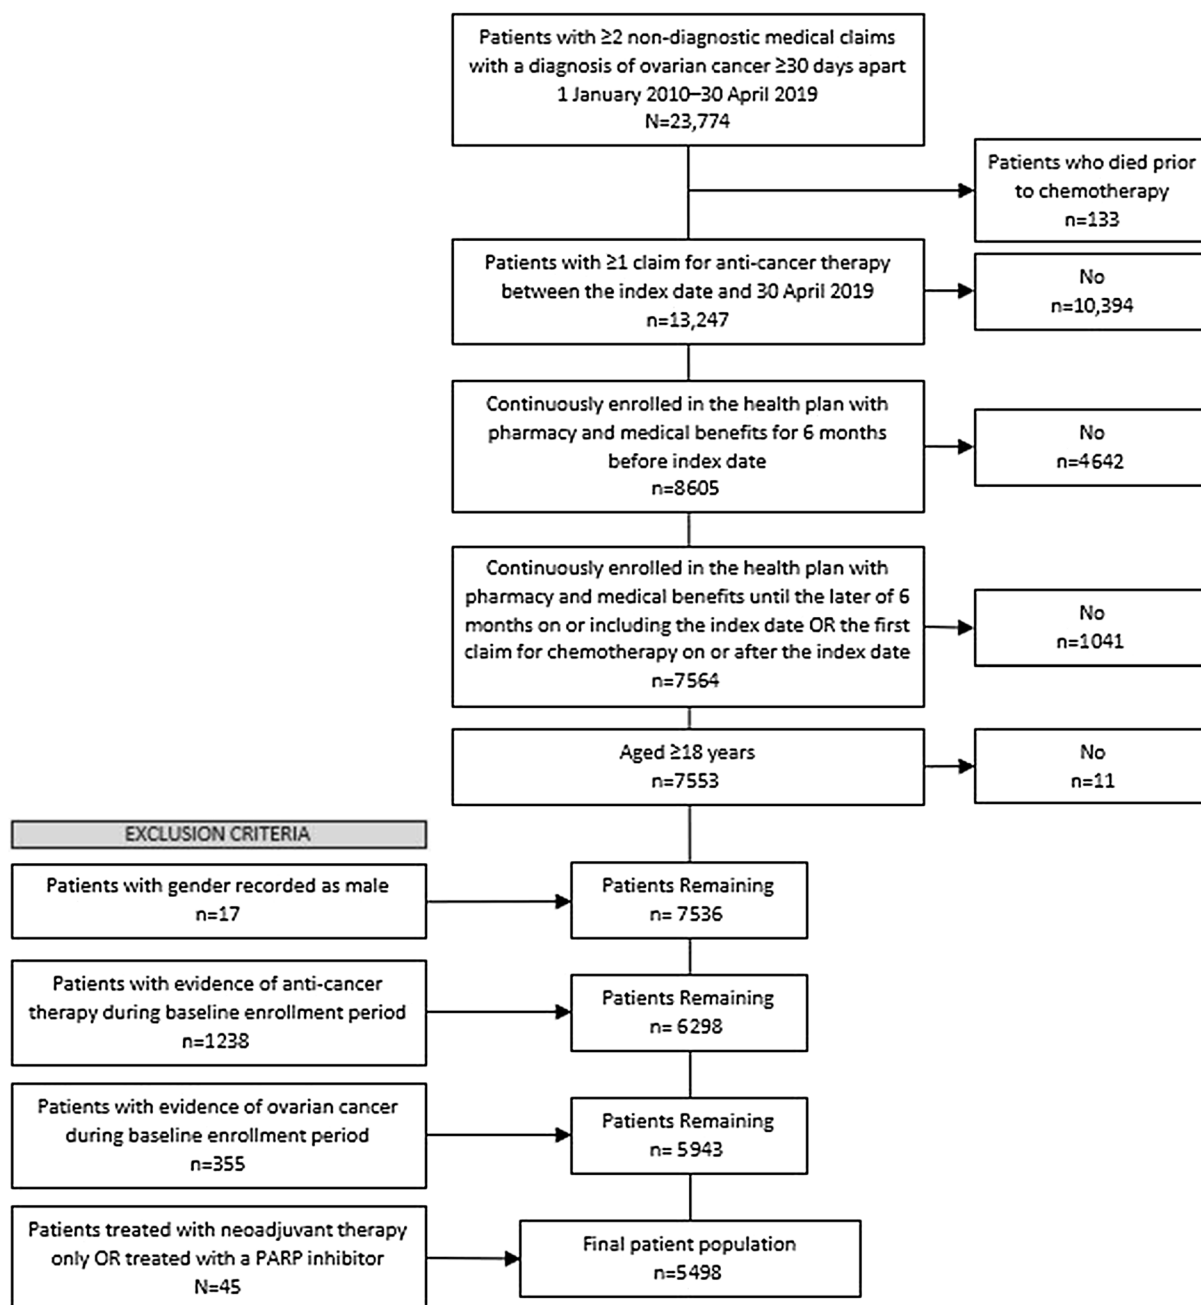 Patients with ≥2 non-diagnostic medical claims
with a diagnosis of ovarian cancer ≥30 days apart
1 January 2010–30 April 2019
N=23,774
Patients who died prior
to chemotherapy
n=133
Patients with ≥1 claim for anti-cancer therapy
between the index date and 30 April 2019
n=13,247
No
n=10,394
Continuously enrolled in the health plan with
pharmacy and medical benefits for 6 months
before index date
n=8605
No
n=4642
Continuously enrolled in the health plan with
pharmacy and medical benefits until the later of 6
months on or including the index date OR the first
claim for chemotherapy on or after the index date
n=7564
No
n=1041
Aged ≥18 years
n=7553
No
n=11
EXCLUSION CRITERIA
Patients with gender recorded as male
n=17
Patients Remaining
n= 7536
Patients with evidence of anti-cancer
therapy during baseline enrollment period
n=1238
Patients Remaining
n= 6298
Patients with evidence of ovarian cancer
during baseline enrollment period
n=355
Patients Remaining
n= 5943
Patients treated with neoadjuvant therapy
only OR treated with a PARP inhibitor
N=45
Final patient population
n=5498